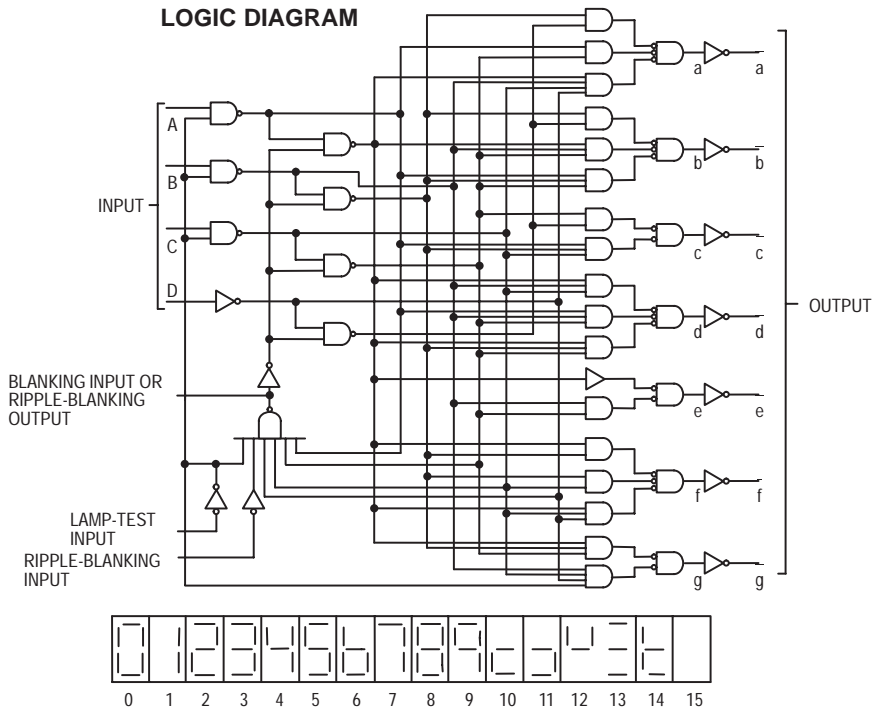 LOGIC DIAGRAM
INPUT
A
B
C
D
BLANKING INPUT OR
RIPPLE-BLANKING
OUTPUT
LAMP-TEST
INPUT
RIPPLE-BLANKING
INPUT
a a̅
b b̅
c c̅
d d̅
e e̅
f f̅
g g̅
OUTPUT
0 1 2 3 4 5 6 7 8 9 10 11 12 13 14 15